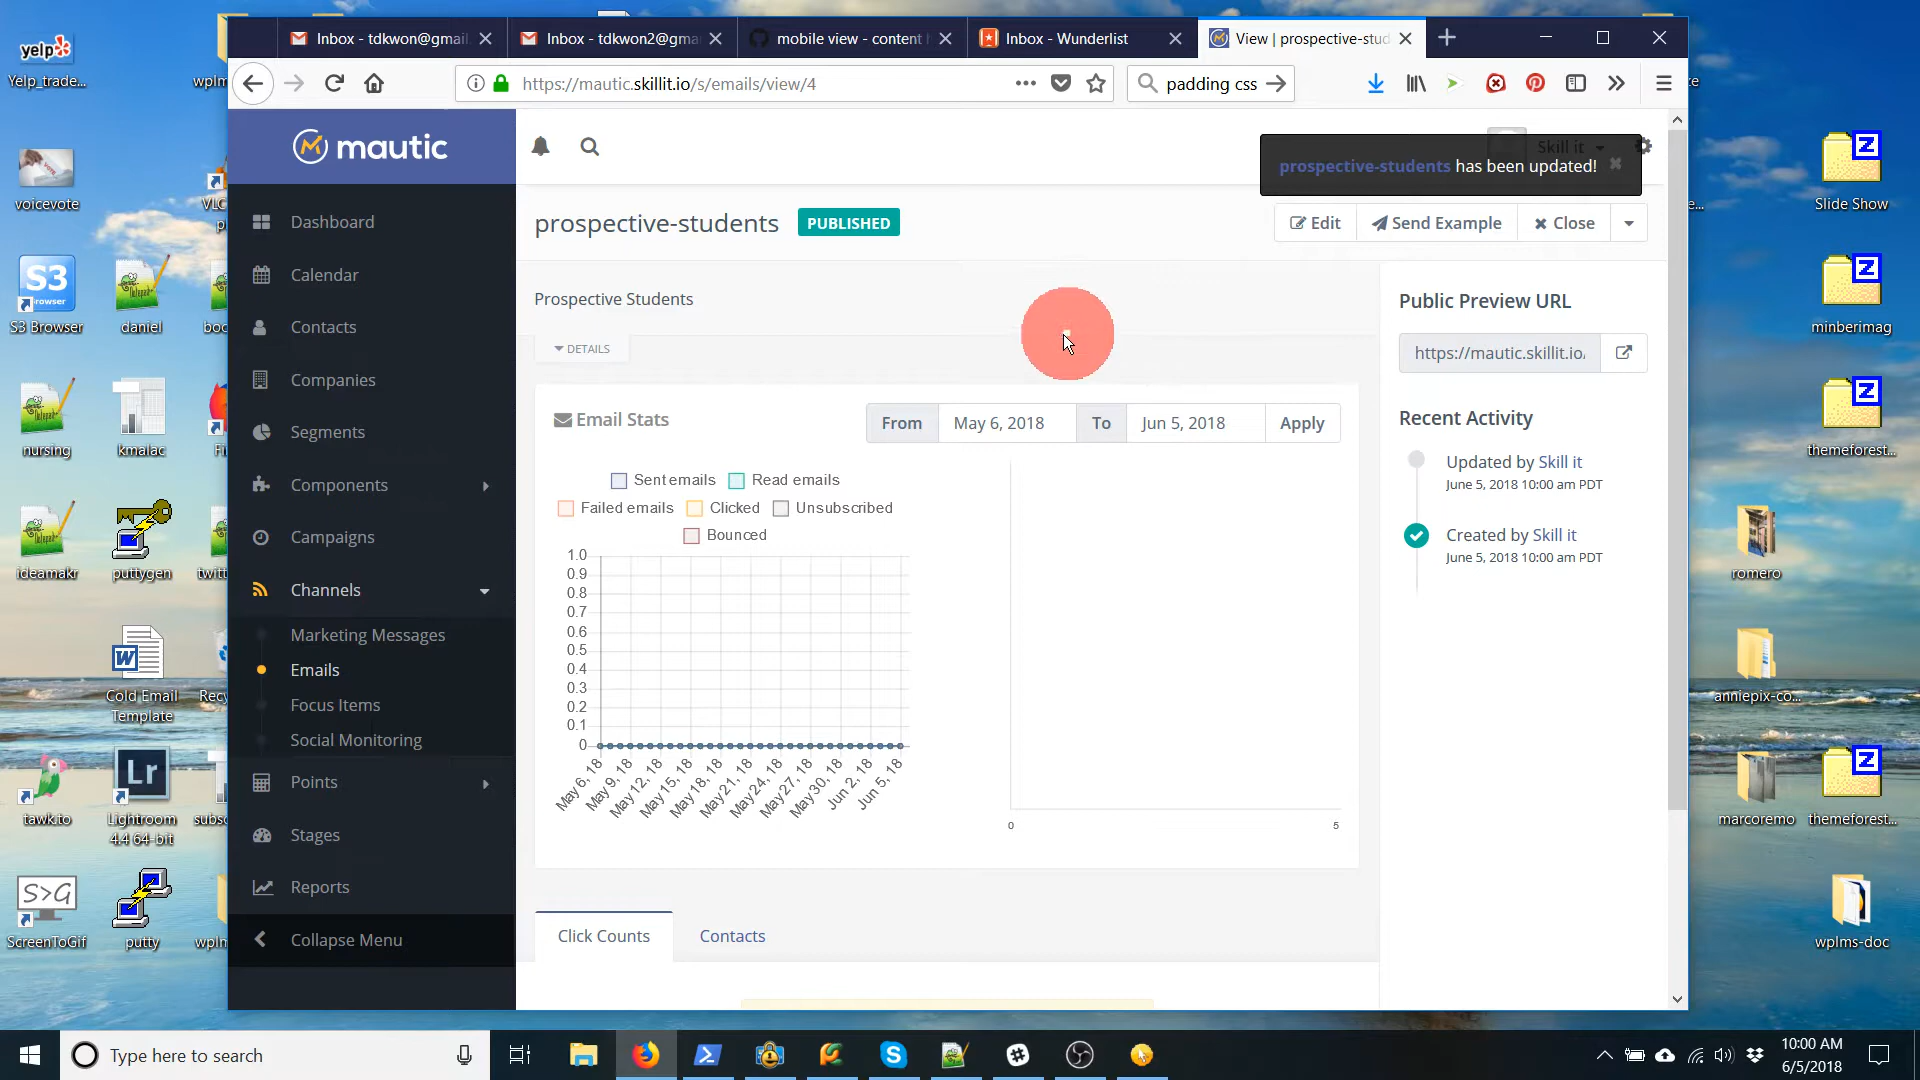 Inbox - tdkwon@gmail
Inbox - tdkwon2@gma
mobile view - content
Inbox - Wunderlist
View | prospective-stud
https://mautic.skillit.io/s/emails/view/4
padding css
mautic
Skill it
prospective-students has been updated!
prospective-students PUBLISHED
Edit
Send Example
Close
Dashboard
Calendar
Contacts
Companies
Segments
Components
Campaigns
Channels
Marketing Messages
Emails
Focus Items
Social Monitoring
Points
Stages
Reports
Collapse Menu
Prospective Students
DETAILS
Email Stats
From May 6, 2018 To Jun 5, 2018 Apply
Sent emails Read emails
Failed emails Clicked Unsubscribed
Bounced
1.0
0.9
0.8
0.7
0.6
0.5
0.4
0.3
0.2
0.1
0
May 6, 18
May 9, 18
May 12, 18
May 15, 18
May 18, 18
May 21, 18
May 24, 18
May 27, 18
May 30, 18
Jun 2, 18
Jun 5, 18
0 5
Click Counts
Contacts
Public Preview URL
https://mautic.skillit.io/
Recent Activity
Updated by Skill it
June 5, 2018 10:00 am PDT
Created by Skill it
June 5, 2018 10:00 am PDT
yelp
Yelp_trade...
voicevote
S3
Browser
S3 Browser
daniel
nursing
kmalac
ideamakr
puttygen
Cold Email
Template
tawk.to
Lr
Lightroom
4.4 64-bit
S>G
ScreenToGif
putty
Z
Slide Show
Z
minberimag
Z
themeforest...
romero
anniepix-co...
marcoremo
Z
themeforest...
wplms-doc
Type here to search
10:00 AM
6/5/2018